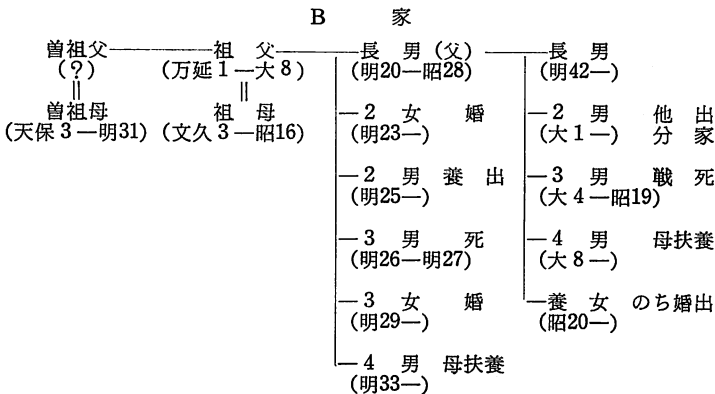 B 家
曽祖父 祖父 長男(父) 長男
(?) (万延1―大8) (明20―昭28) (明42―)
曽祖母 祖母 2女 婚 2男 他出
(天保3―明31) (文久3―昭16) (明23―) (大1―) 分家
2男 養出 3男 戦死
(明25―) (大4―昭19)
3男 死 4男 母扶養
(明26―明27) (大8―)
3女 婚 養女 のち婚出
(明29―) (昭20―)
4男 母扶養
(明33―)